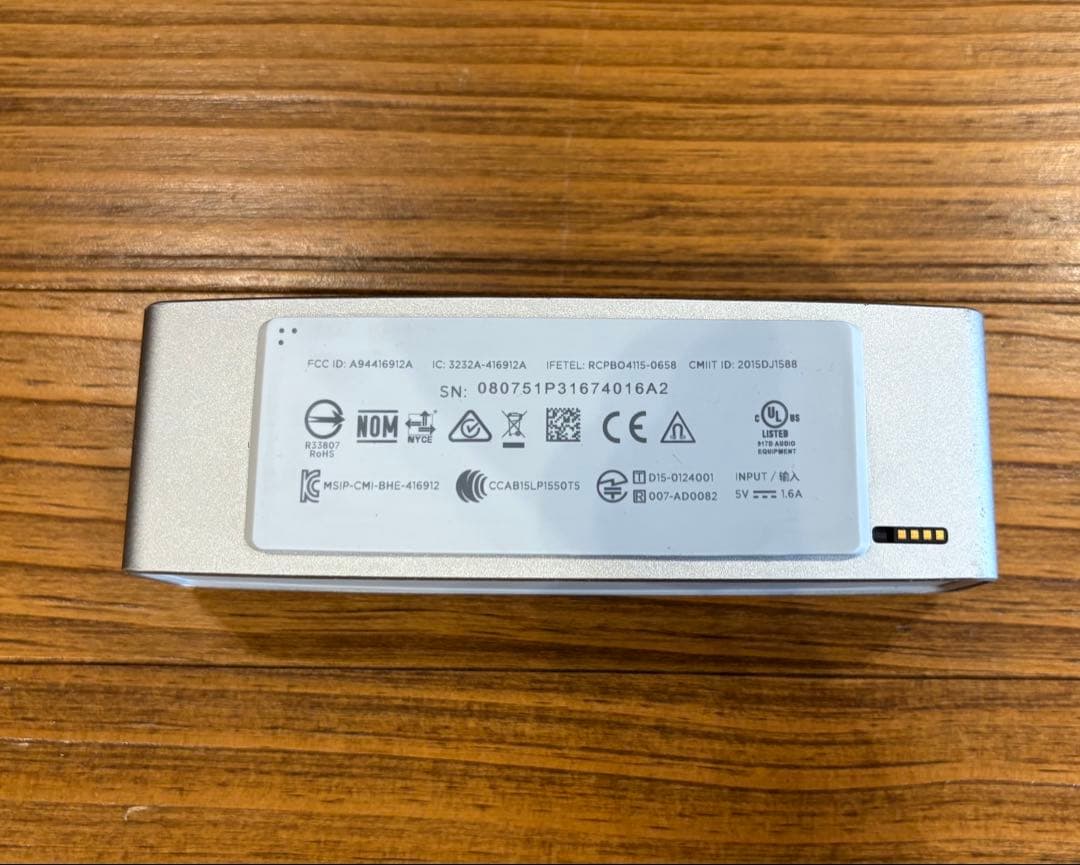 FCC ID: A94416912A IC: 3232A-416912A IFETEL: RCPBO4115-0658 CMIIT ID: 2015DJ1588
SN: 080751P31674016A2
R33807
RoHS
NOM
NYCE
CE
C UL US
LISTED
917D AUDIO
EQUIPMENT
MSIP-CMI-BHE-416912
CCAB15LP1550T5
T D15-0124001
R 007-AD0082
INPUT / 输入
5V 1.6A